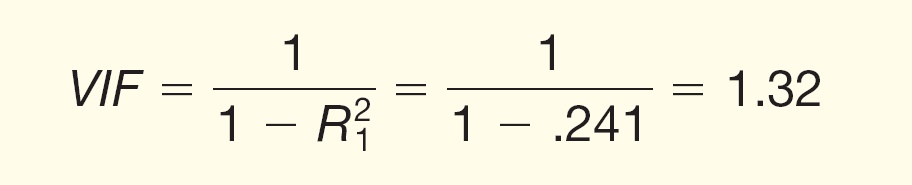 VIF = 1 / (1 − R₁²) = 1 / (1 − .241) = 1.32